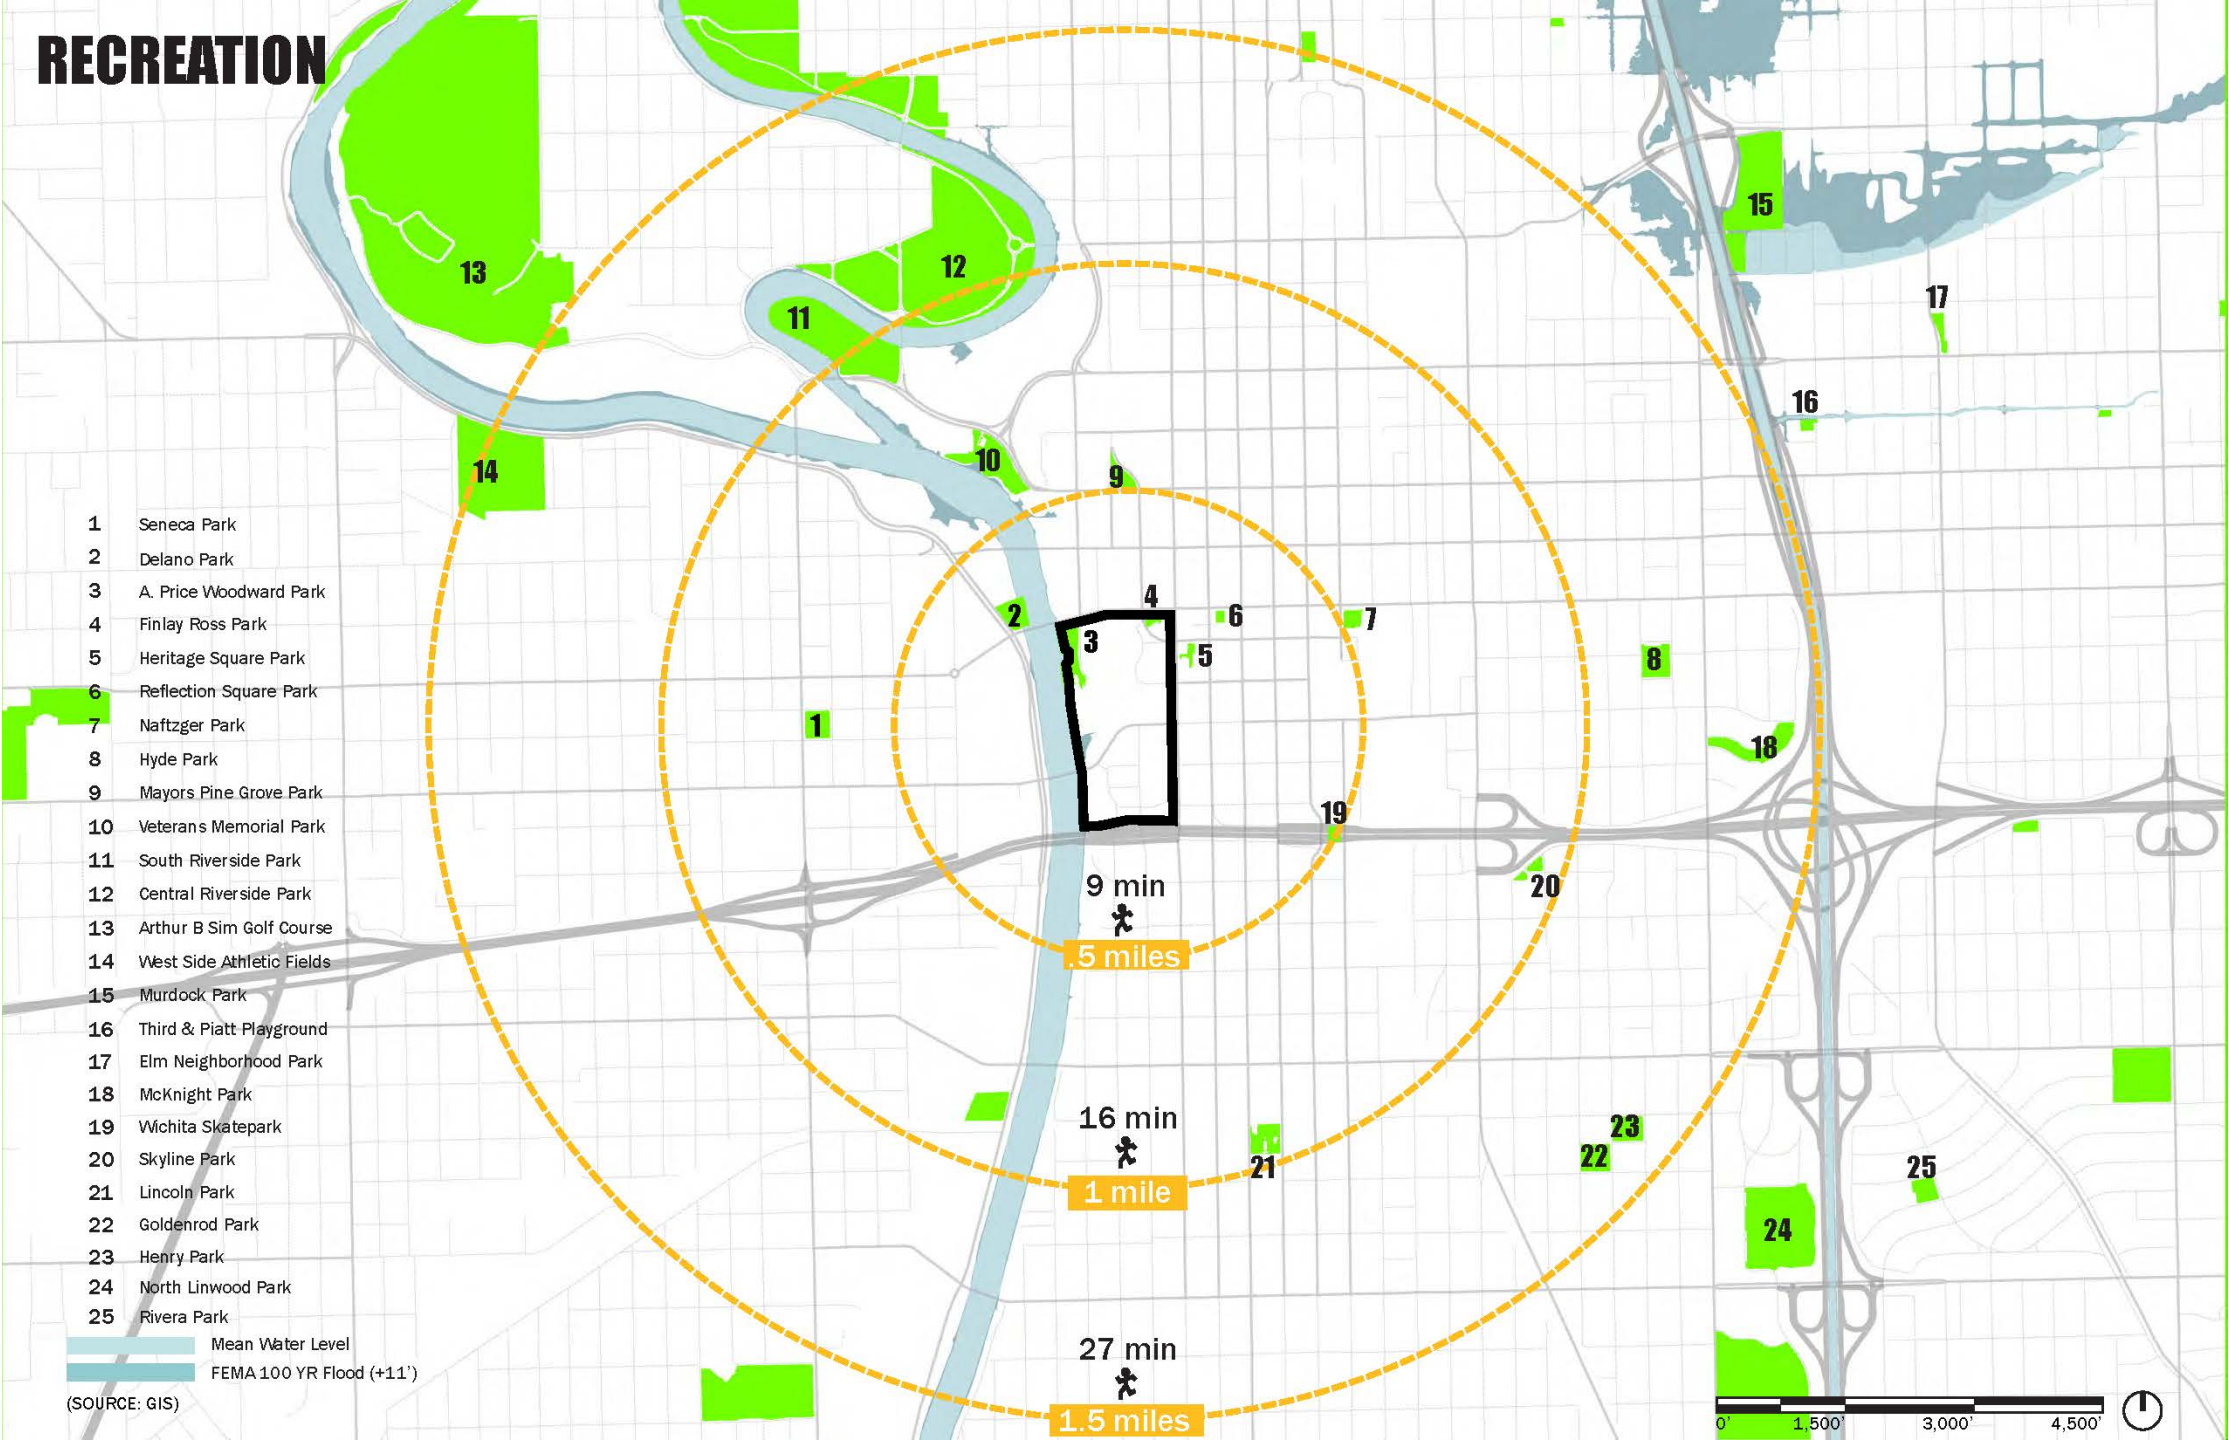 RECREATION
13
12
11
15
17
16
14
10
9
1 Seneca Park
2 Delano Park
3 A. Price Woodward Park
4 Finlay Ross Park
5 Heritage Square Park
6 Reflection Square Park
7 Naftzger Park
8 Hyde Park
9 Mayors Pine Grove Park
10 Veterans Memorial Park
11 South Riverside Park
12 Central Riverside Park
13 Arthur B Sim Golf Course
14 West Side Athletic Fields
15 Murdock Park
16 Third & Piatt Playground
17 Elm Neighborhood Park
18 McKnight Park
19 Wichita Skatepark
20 Skyline Park
21 Lincoln Park
22 Goldenrod Park
23 Henry Park
24 North Linwood Park
25 Rivera Park
Mean Water Level
FEMA 100 YR Flood (+11')
(SOURCE: GIS)
4
2
6
7
3
5
8
1
18
19
9 min
20
.5 miles
16 min
23
22
21
25
1 mile
24
27 min
1.5 miles
0' 1,500' 3,000' 4,500'